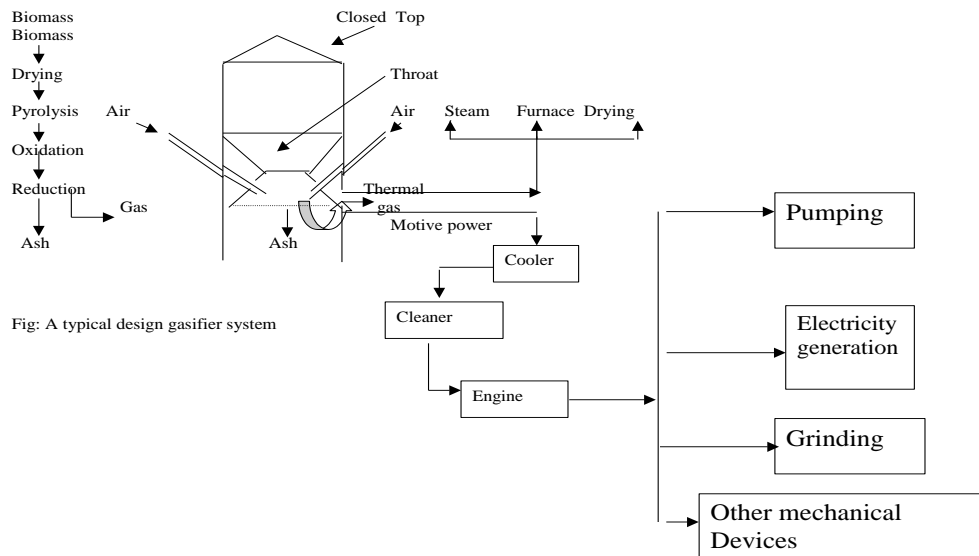 Biomass
Biomass
Drying
Pyrolysis
Oxidation
Reduction
Gas
Ash
Closed Top
Throat
Air
Air
Steam
Furnace
Drying
Thermal
gas
Motive power
Ash
Cooler
Cleaner
Engine
Pumping
Electricity
generation
Grinding
Other mechanical
Devices
Fig: A typical design gasifier system